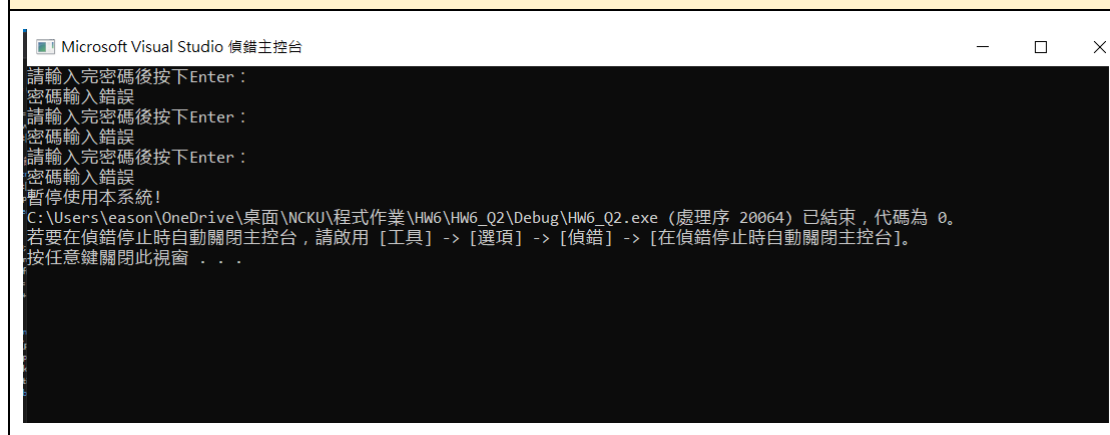 Microsoft Visual Studio 偵錯主控台
請輸入完密碼後按下Enter：
密碼輸入錯誤
請輸入完密碼後按下Enter：
密碼輸入錯誤
請輸入完密碼後按下Enter：
密碼輸入錯誤
暫停使用本系統!
C:\Users\eason\OneDrive\桌面\NCKU\程式作業\HW6\HW6_Q2\Debug\HW6_Q2.exe (處理序 20064) 已結束，代碼為 0。
若要在偵錯停止時自動關閉主控台，請啟用 [工具] -> [選項] -> [偵錯] -> [在偵錯停止時自動關閉主控台]。
按任意鍵關閉此視窗 . . .